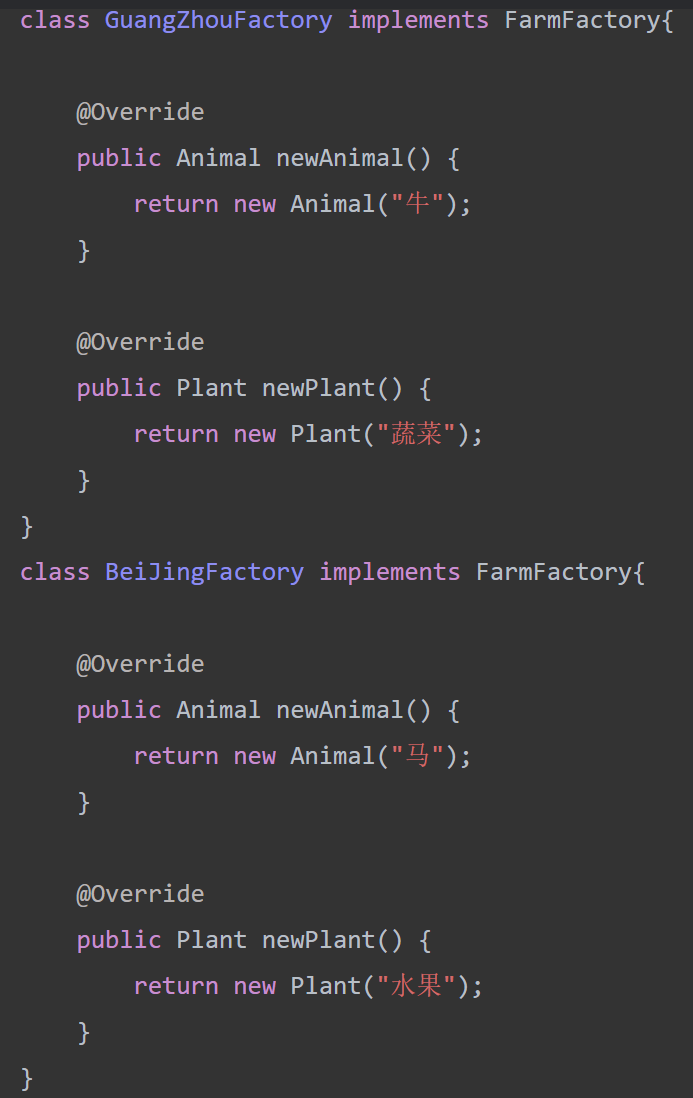 class GuangZhouFactory implements FarmFactory{
@Override
public Animal newAnimal() {
return new Animal("牛");
}
@Override
public Plant newPlant() {
return new Plant("蔬菜");
}
}
class BeiJingFactory implements FarmFactory{
@Override
public Animal newAnimal() {
return new Animal("马");
}
@Override
public Plant newPlant() {
return new Plant("水果");
}
}